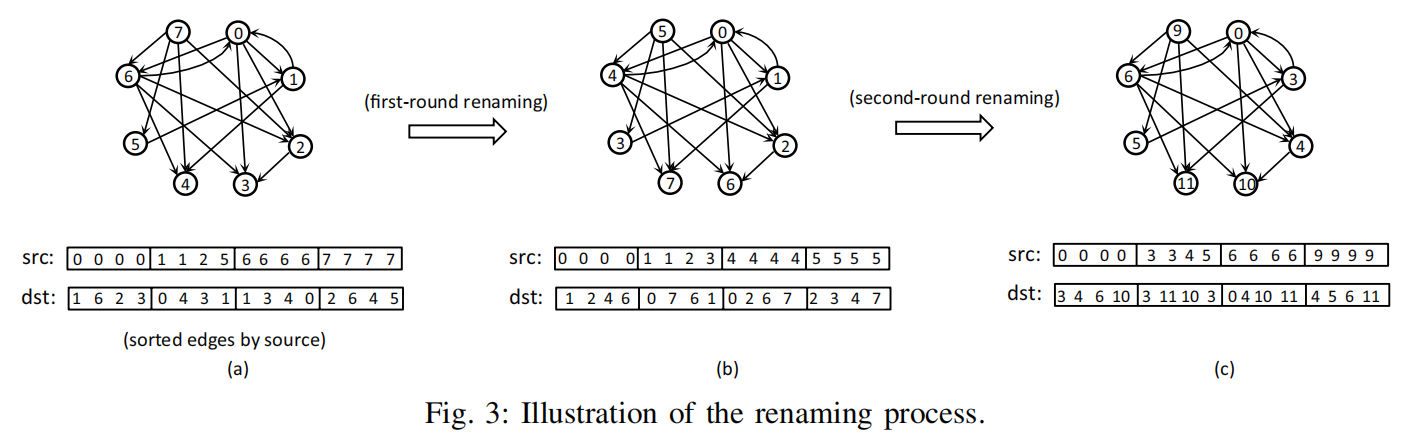 7 0
6 1
5 2
4 3
(first-round renaming)
5 0
4 1
3 2
7 6
(second-round renaming)
9 0
6 3
5 4
11 10
src: 0 0 0 0 1 1 2 5 6 6 6 6 7 7 7 7
dst: 1 6 2 3 0 4 3 1 1 3 4 0 2 6 4 5
(sorted edges by source)
(a)
src: 0 0 0 0 1 1 2 3 4 4 4 4 5 5 5 5
dst: 1 2 4 6 0 7 6 1 0 2 6 7 2 3 4 7
(b)
src: 0 0 0 0 3 3 4 5 6 6 6 6 9 9 9 9
dst: 3 4 6 10 3 11 10 3 0 4 10 11 4 5 6 11
(c)
Fig. 3: Illustration of the renaming process.